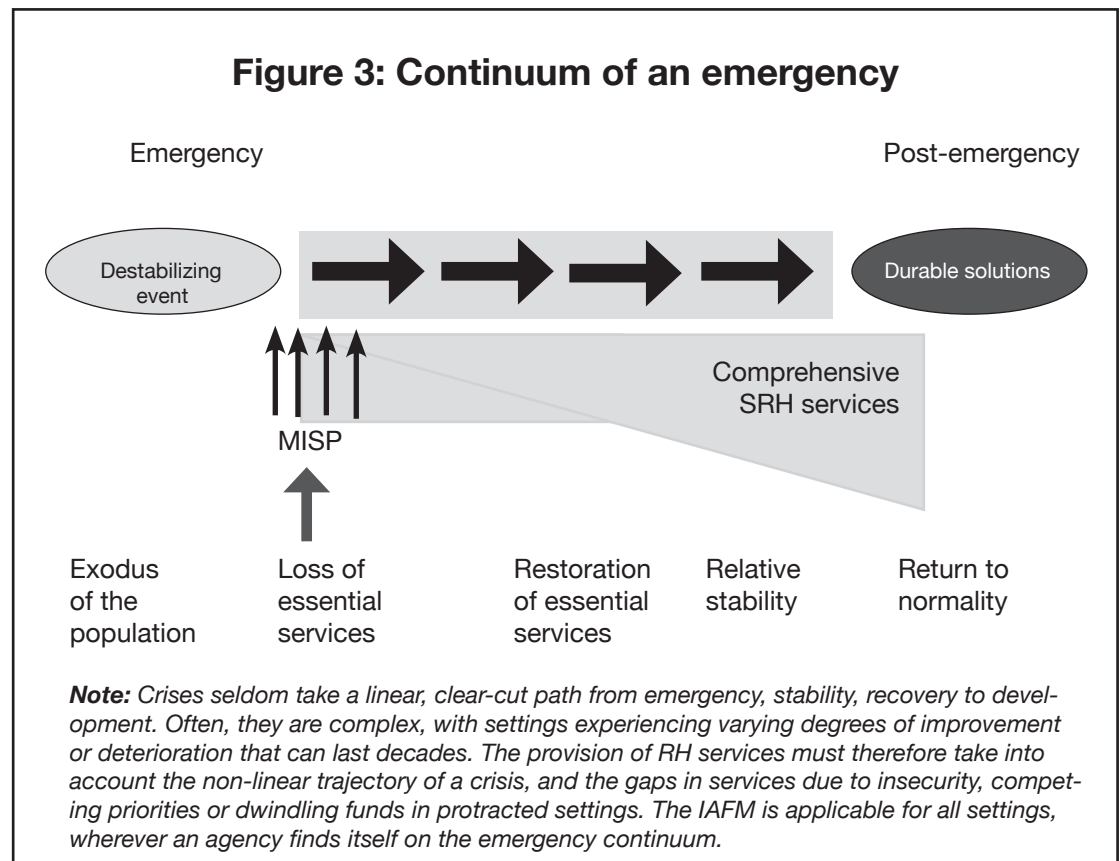 Figure 3: Continuum of an emergency
Emergency
Post-emergency
Destabilizing
event
Durable solutions
Comprehensive
SRH services
MISP
Exodus
of the
population
Loss of
essential
services
Restoration
of essential
services
Relative
stability
Return to
normality
Note: Crises seldom take a linear, clear-cut path from emergency, stability, recovery to devel-
opment. Often, they are complex, with settings experiencing varying degrees of improvement
or deterioration that can last decades. The provision of RH services must therefore take into
account the non-linear trajectory of a crisis, and the gaps in services due to insecurity, compet-
ing priorities or dwindling funds in protracted settings. The IAFM is applicable for all settings,
wherever an agency finds itself on the emergency continuum.